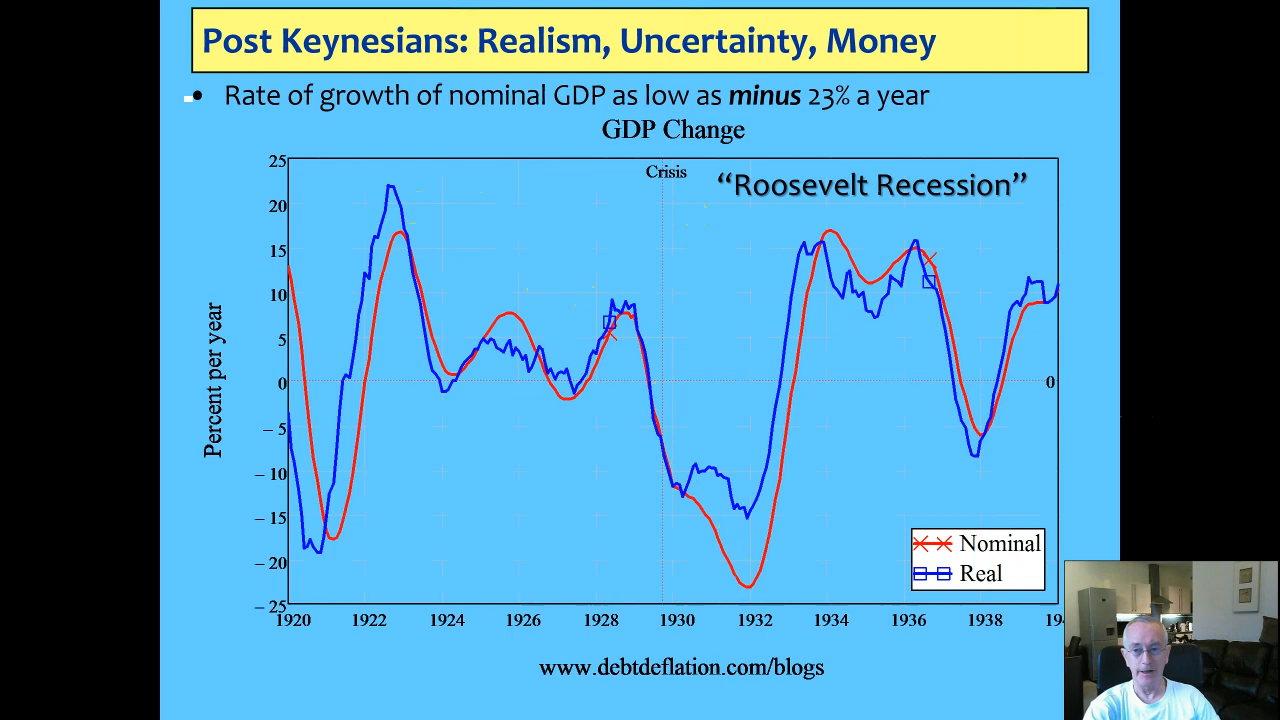 Post Keynesians: Realism, Uncertainty, Money
• Rate of growth of nominal GDP as low as minus 23% a year
GDP Change
Crisis
“Roosevelt Recession”
25
20
15
10
5
0
0
– 5
– 10
– 15
– 20
– 25
Percent per year
Nominal
Real
1920 1922 1924 1926 1928 1930 1932 1934 1936 1938
www.debtdeflation.com/blogs